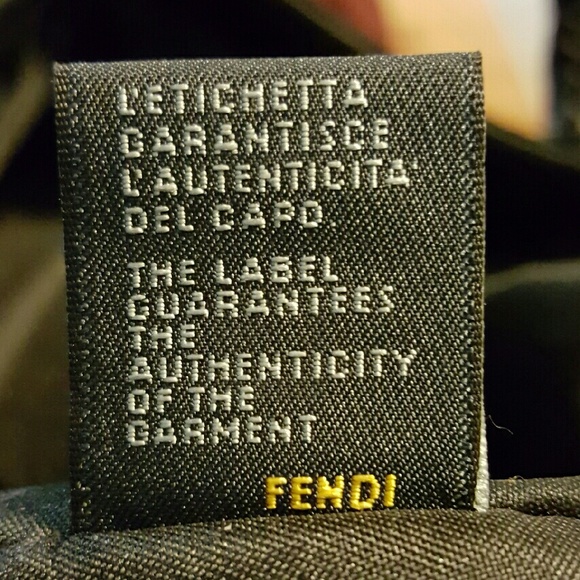 L'ETICHETTA
GARANTISCE
L'AUTENTICITA'
DEL CAPO
THE LABEL
GUARANTEES
THE
AUTHENTICITY
OF THE
GARMENT
FENDI